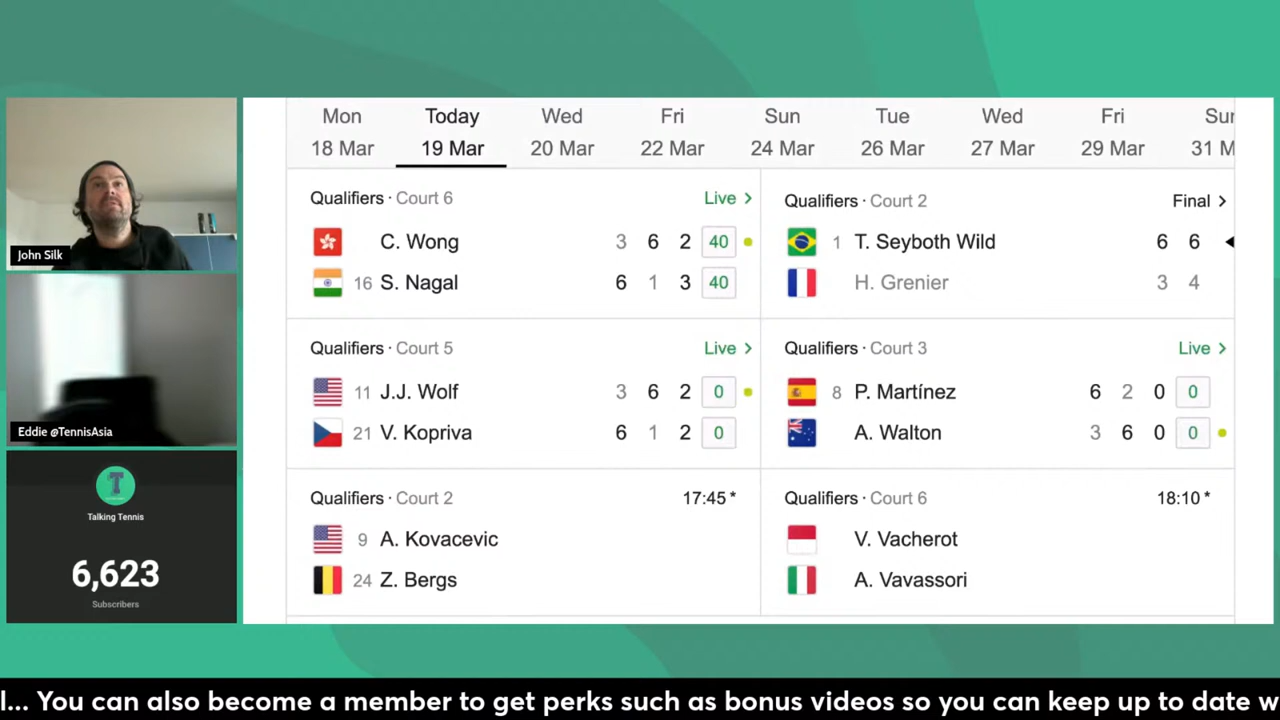 Mon Today Wed Fri Sun Tue Wed Fri Sur
18 Mar 19 Mar 20 Mar 22 Mar 24 Mar 26 Mar 27 Mar 29 Mar 31 M
Qualifiers · Court 6 Live >
C. Wong 3 6 2 40
16 S. Nagal 6 1 3 40
Qualifiers · Court 2 Final >
1 T. Seyboth Wild 6 6
H. Grenier 3 4
Qualifiers · Court 5 Live >
11 J.J. Wolf 3 6 2 0
21 V. Kopriva 6 1 2 0
Qualifiers · Court 3 Live >
8 P. Martínez 6 2 0 0
A. Walton 3 6 0 0
Qualifiers · Court 2 17:45 *
9 A. Kovacevic
24 Z. Bergs
Qualifiers · Court 6 18:10 *
V. Vacherot
A. Vavassori
John Silk
Eddie @TennisAsia
Talking Tennis
6,623
Subscribers
l... You can also become a member to get perks such as bonus videos so you can keep up to date w